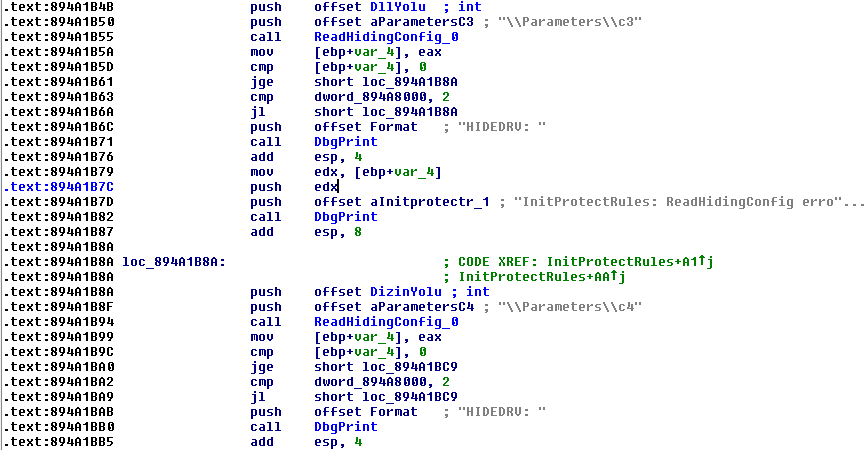 .text:894A1B4B push offset DllYolu ; int
.text:894A1B50 push offset aParametersC3 ; "\\Parameters\\c3"
.text:894A1B55 call ReadHidingConfig_0
.text:894A1B5A mov [ebp+var_4], eax
.text:894A1B5D cmp [ebp+var_4], 0
.text:894A1B61 jge short loc_894A1B8A
.text:894A1B63 cmp dword_894A8000, 2
.text:894A1B6A jl short loc_894A1B8A
.text:894A1B6C push offset Format ; "HIDEDRV: "
.text:894A1B71 call DbgPrint
.text:894A1B76 add esp, 4
.text:894A1B79 mov edx, [ebp+var_4]
.text:894A1B7C push edx
.text:894A1B7D push offset aInitprotectr_1 ; "InitProtectRules: ReadHidingConfig erro"...
.text:894A1B82 call DbgPrint
.text:894A1B87 add esp, 8
.text:894A1B8A
.text:894A1B8A loc_894A1B8A: ; CODE XREF: InitProtectRules+A1↑j
.text:894A1B8A ; InitProtectRules+AA↑j
.text:894A1B8A push offset DizinYolu ; int
.text:894A1B8F push offset aParametersC4 ; "\\Parameters\\c4"
.text:894A1B94 call ReadHidingConfig_0
.text:894A1B99 mov [ebp+var_4], eax
.text:894A1B9C cmp [ebp+var_4], 0
.text:894A1BA0 jge short loc_894A1BC9
.text:894A1BA2 cmp dword_894A8000, 2
.text:894A1BA9 jl short loc_894A1BC9
.text:894A1BAB push offset Format ; "HIDEDRV: "
.text:894A1BB0 call DbgPrint
.text:894A1BB5 add esp, 4